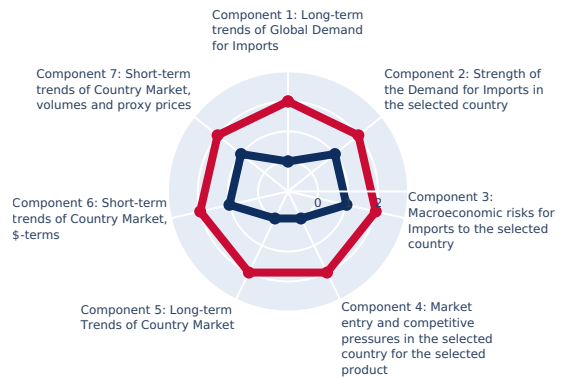 Component 1: Long-term
trends of Global Demand
for Imports
Component 7: Short-term
trends of Country Market,
volumes and proxy prices
Component 2: Strength of
the Demand for Imports in
the selected country
Component 6: Short-term
trends of Country Market,
$-terms
0
2
Component 3:
Macroeconomic risks for
Imports to the selected
country
Component 5: Long-term
Trends of Country Market
Component 4: Market
entry and competitive
pressures in the selected
country for the selected
product